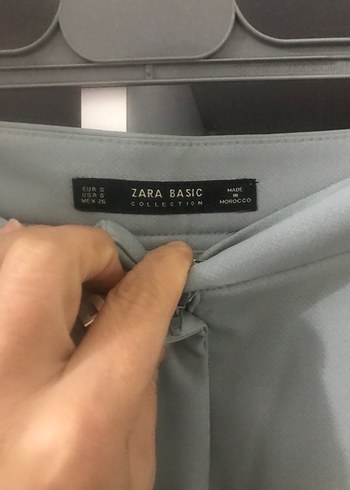 EUR S
USA S
MEX 26
ZARA BASIC
COLLECTION
MADE
IN
MOROCCO